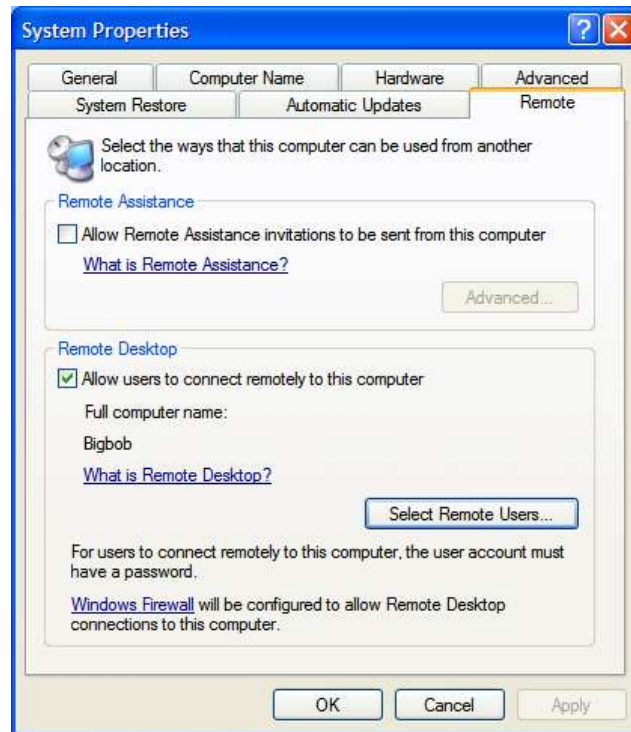 System Properties
General
Computer Name
Hardware
Advanced
System Restore
Automatic Updates
Remote
Select the ways that this computer can be used from another
location.
Remote Assistance
Allow Remote Assistance invitations to be sent from this computer
What is Remote Assistance?
Advanced...
Remote Desktop
Allow users to connect remotely to this computer
Full computer name:
Bigbob
What is Remote Desktop?
Select Remote Users...
For users to connect remotely to this computer, the user account must
have a password.
Windows Firewall will be configured to allow Remote Desktop
connections to this computer.
OK
Cancel
Apply